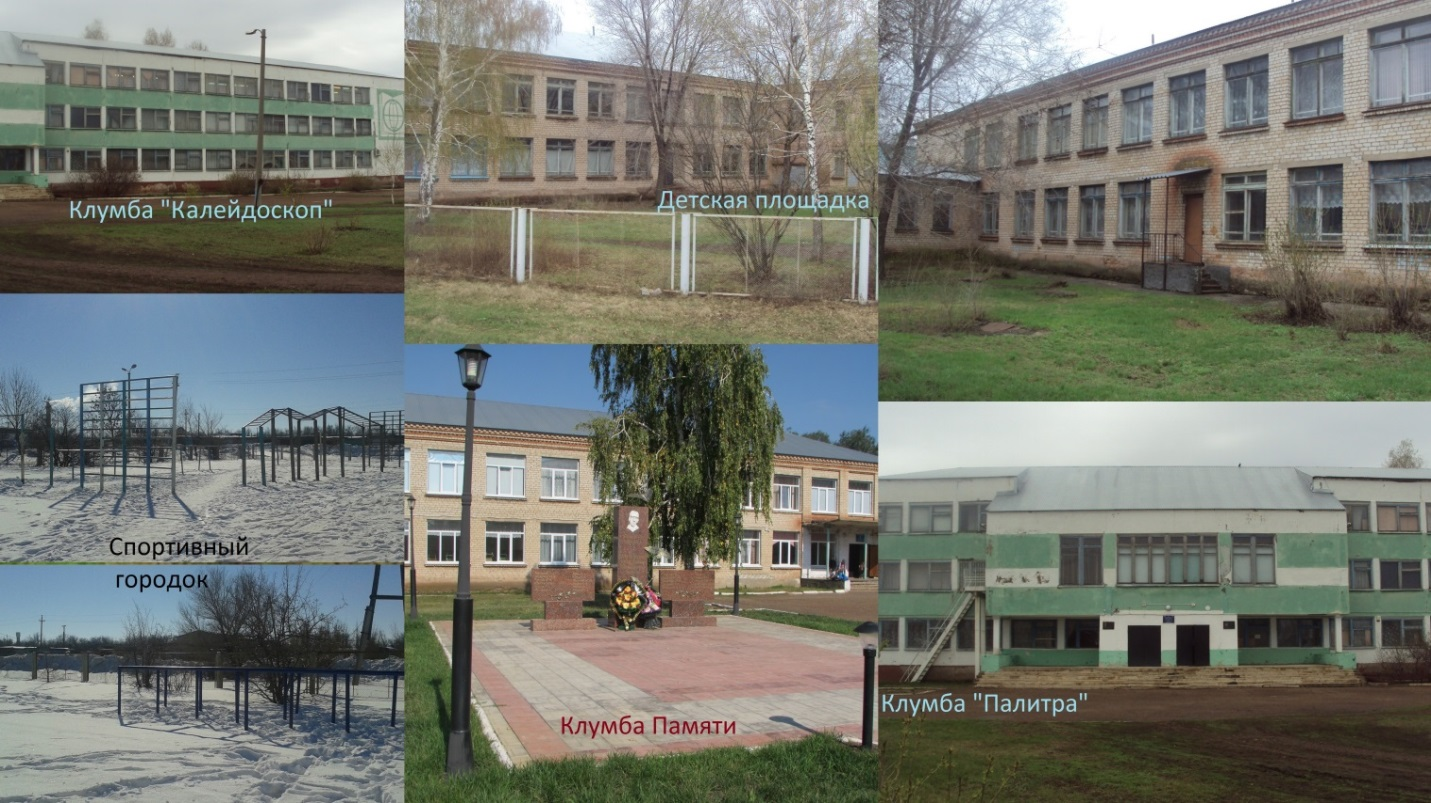 Клумба "Калейдоскоп"
Детская площадка
Спортивный
городок
Клумба Памяти
Клумба "Палитра"